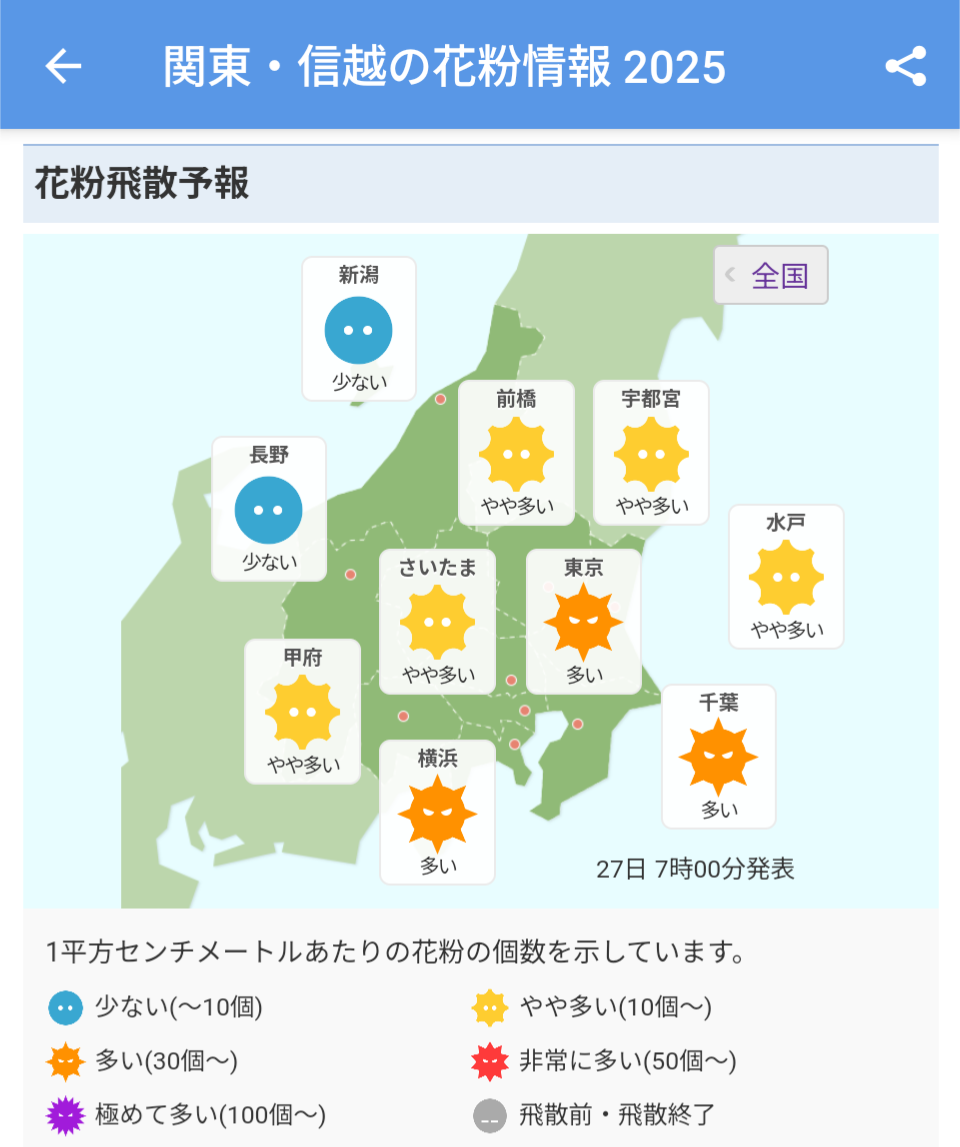 関東・信越の花粉情報 2025
花粉飛散予報
全国
新潟
少ない
前橋
やや多い
宇都宮
やや多い
長野
少ない
水戸
やや多い
さいたま
やや多い
東京
多い
甲府
やや多い
千葉
多い
横浜
多い
27日 7時00分発表
1平方センチメートルあたりの花粉の個数を示しています。
少ない(〜10個)
やや多い(10個〜)
多い(30個〜)
非常に多い(50個〜)
極めて多い(100個〜)
飛散前・飛散終了